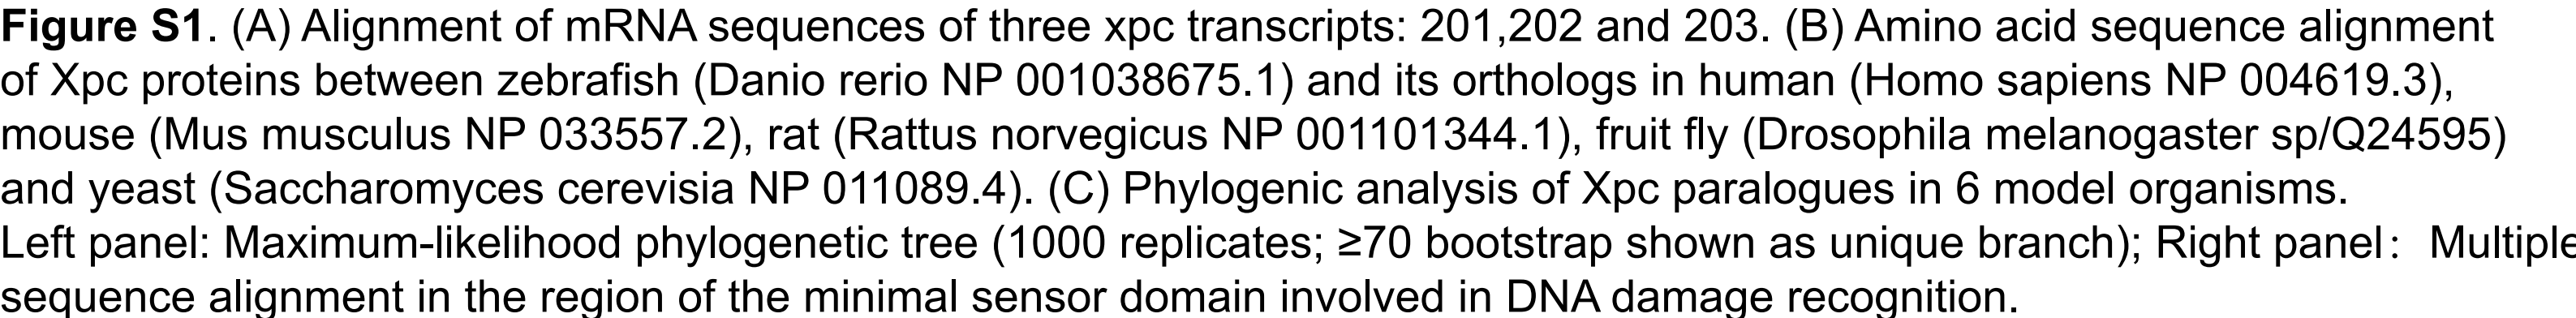 Figure S1. (A) Alignment of mRNA sequences of three xpc transcripts: 201,202 and 203. (B) Amino acid sequence alignment
of Xpc proteins between zebrafish (Danio rerio NP 001038675.1) and its orthologs in human (Homo sapiens NP 004619.3),
mouse (Mus musculus NP 033557.2), rat (Rattus norvegicus NP 001101344.1), fruit fly (Drosophila melanogaster sp/Q24595)
and yeast (Saccharomyces cerevisia NP 011089.4). (C) Phylogenic analysis of Xpc paralogues in 6 model organisms.
Left panel: Maximum-likelihood phylogenetic tree (1000 replicates; ≥70 bootstrap shown as unique branch); Right panel： Multiple
sequence alignment in the region of the minimal sensor domain involved in DNA damage recognition.